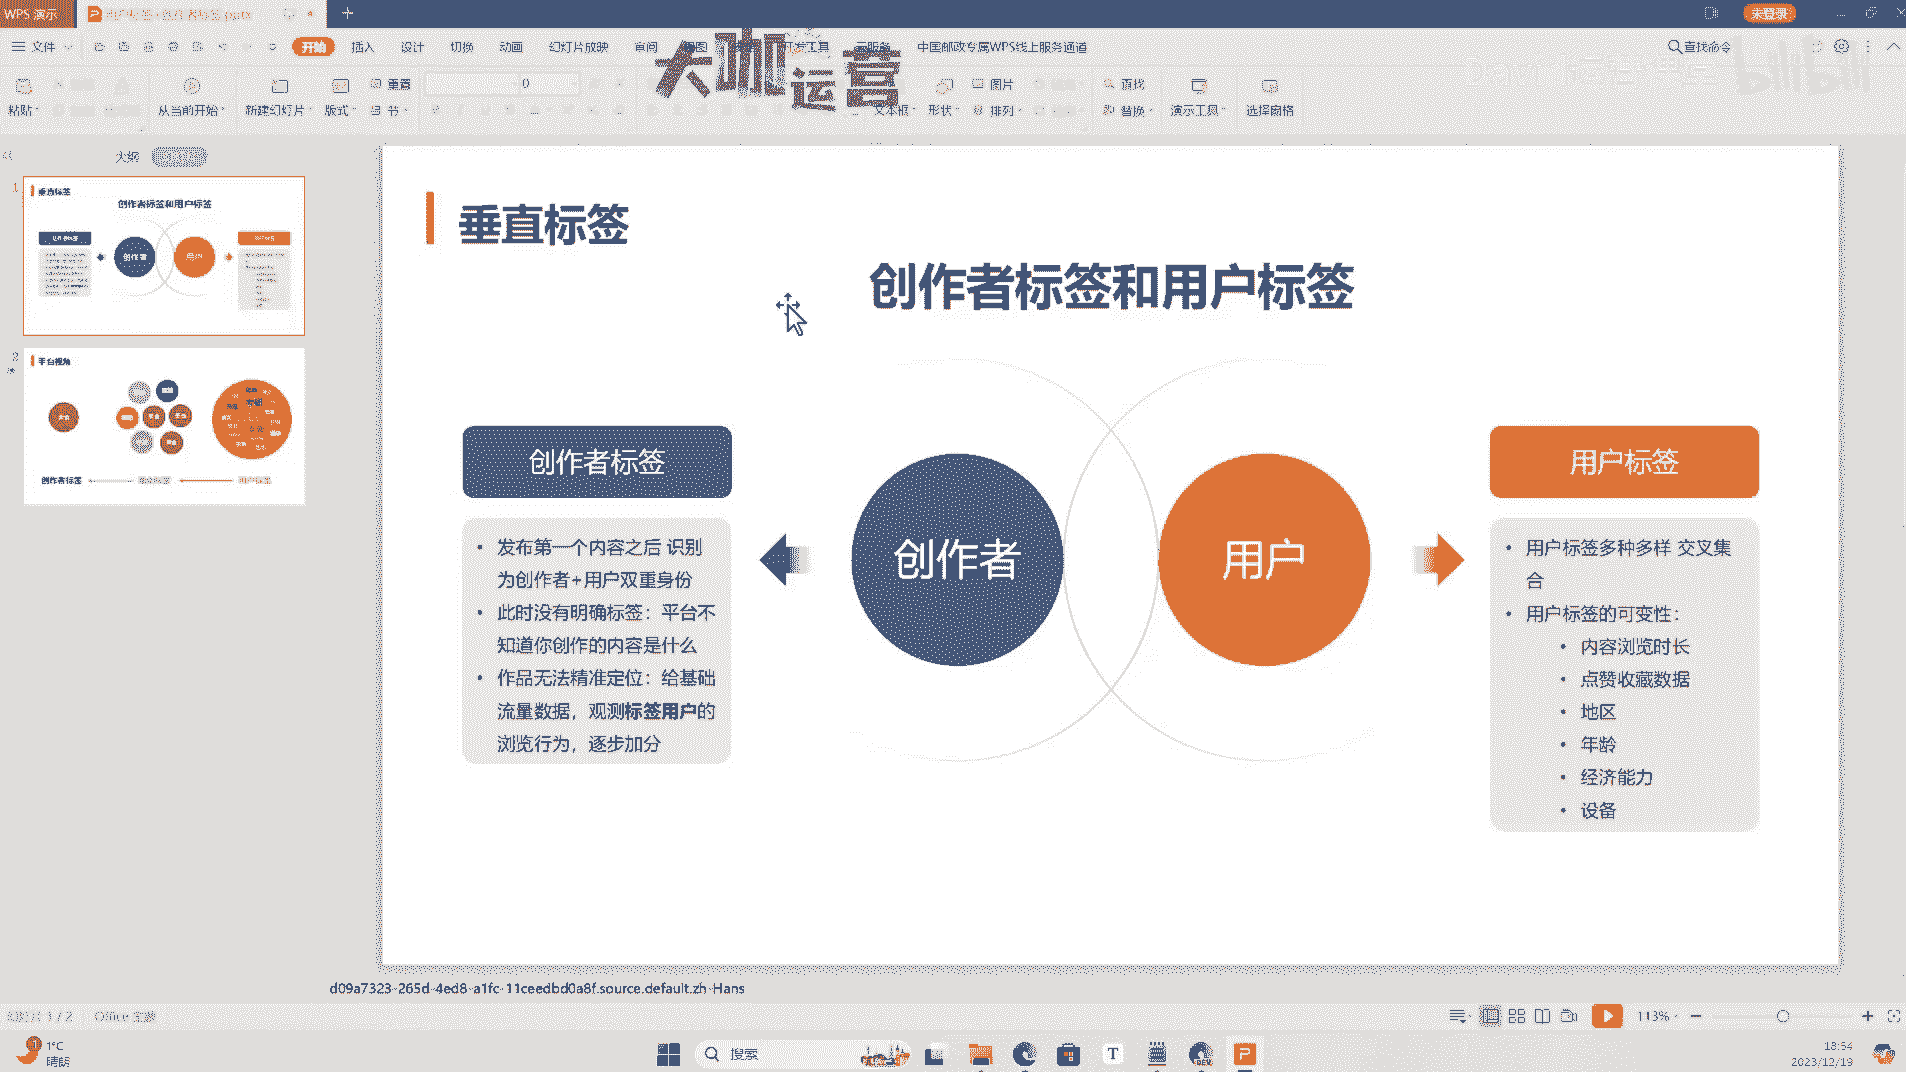 WPS 演示
未登录
文件
开始
插入
设计
切换
动画
幻灯片放映
审阅
开发工具
中国邮政专属WPS线上服务通道
查找命令
大咖运营
bilibili
粘贴
从当前开始
新建幻灯片
版式
重置
节
0
文本框
形状
图片
排列
查找
替换
演示工具
选择窗格
大纲
1
垂直标签
创作者标签和用户标签
创作者
用户
2
平台视角
创作者标签
用户标签
垂直标签
创作者标签和用户标签
创作者标签
• 发布第一个内容之后 识别
为创作者+用户双重身份
• 此时没有明确标签：平台不
知道你创作的内容是什么
• 作品无法精准定位：给基础
流量数据，观测标签用户的
浏览行为，逐步加分
创作者
用户
用户标签
• 用户标签多种多样 交叉集
合
• 用户标签的可变性：
• 内容浏览时长
• 点赞收藏数据
• 地区
• 年龄
• 经济能力
• 设备
d09a7323-265d-4ed8-a1fc-11ceedbd0a8f.source.default.zh-Hans
幻灯片 1 / 2
Office 主题
113%
1°C
晴朗
搜索
18:54
2023/12/19